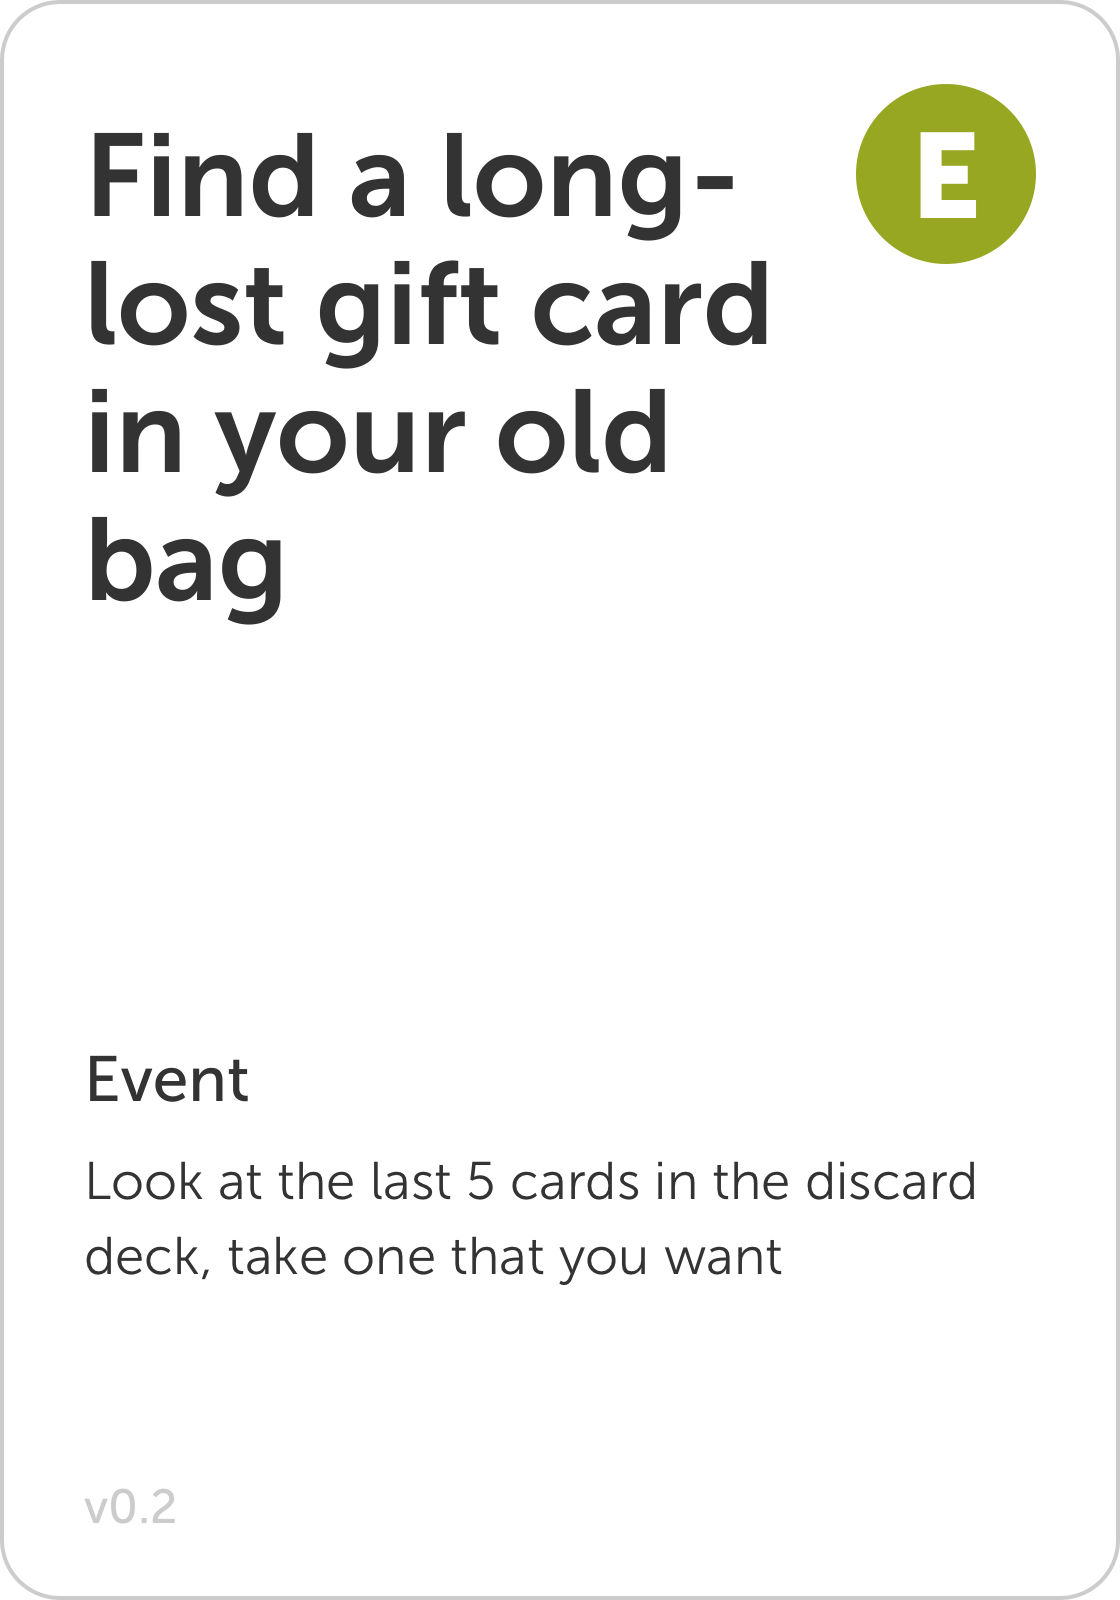 Find a long-
E
lost gift card
in your old
bag
Event
Look at the last 5 cards in the discard
deck, take one that you want
v0.2